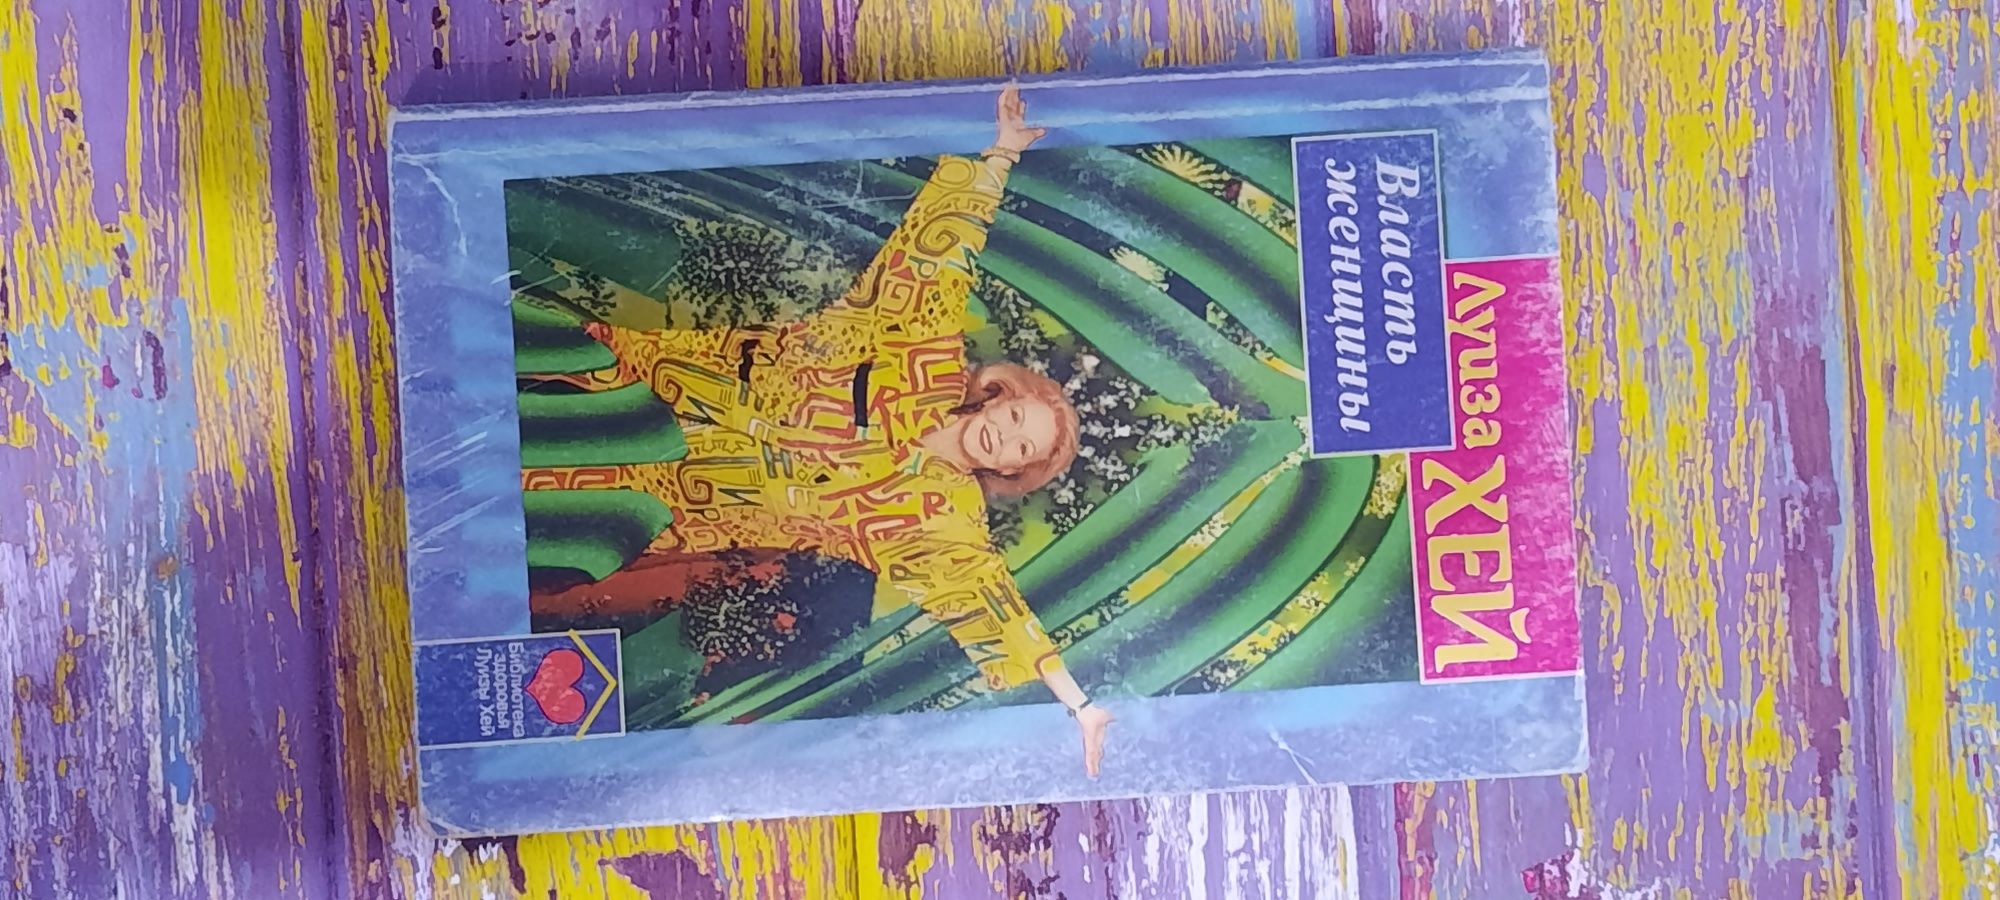 Луиза ХЕЙ
Власть
женщины
Библиотека
здоровья
Луизы Хей